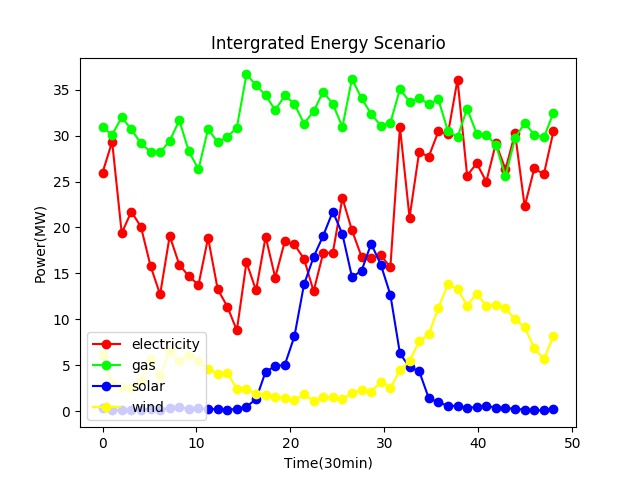 Intergrated Energy Scenario
Power(MW)
35
30
25
20
15
10
5
0
electricity
gas
solar
wind
0 10 20 30 40 50
Time(30min)